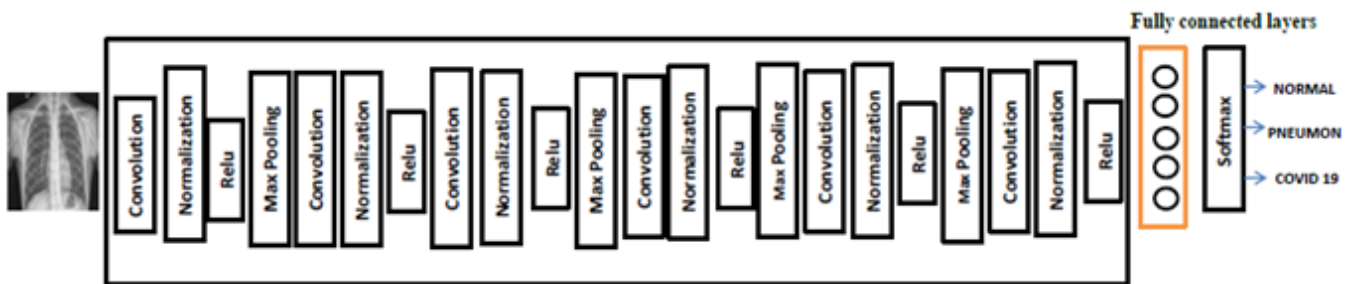 Fully connected layers
Convolution
Normalization
Relu
Max Pooling
Convolution
Normalization
Relu
Convolution
Normalization
Relu
Max Pooling
Convolution
Normalization
Relu
Max Pooling
Convolution
Normalization
Relu
Max Pooling
Convolution
Normalization
Relu
Softmax
NORMAL
PNEUMON
COVID 19